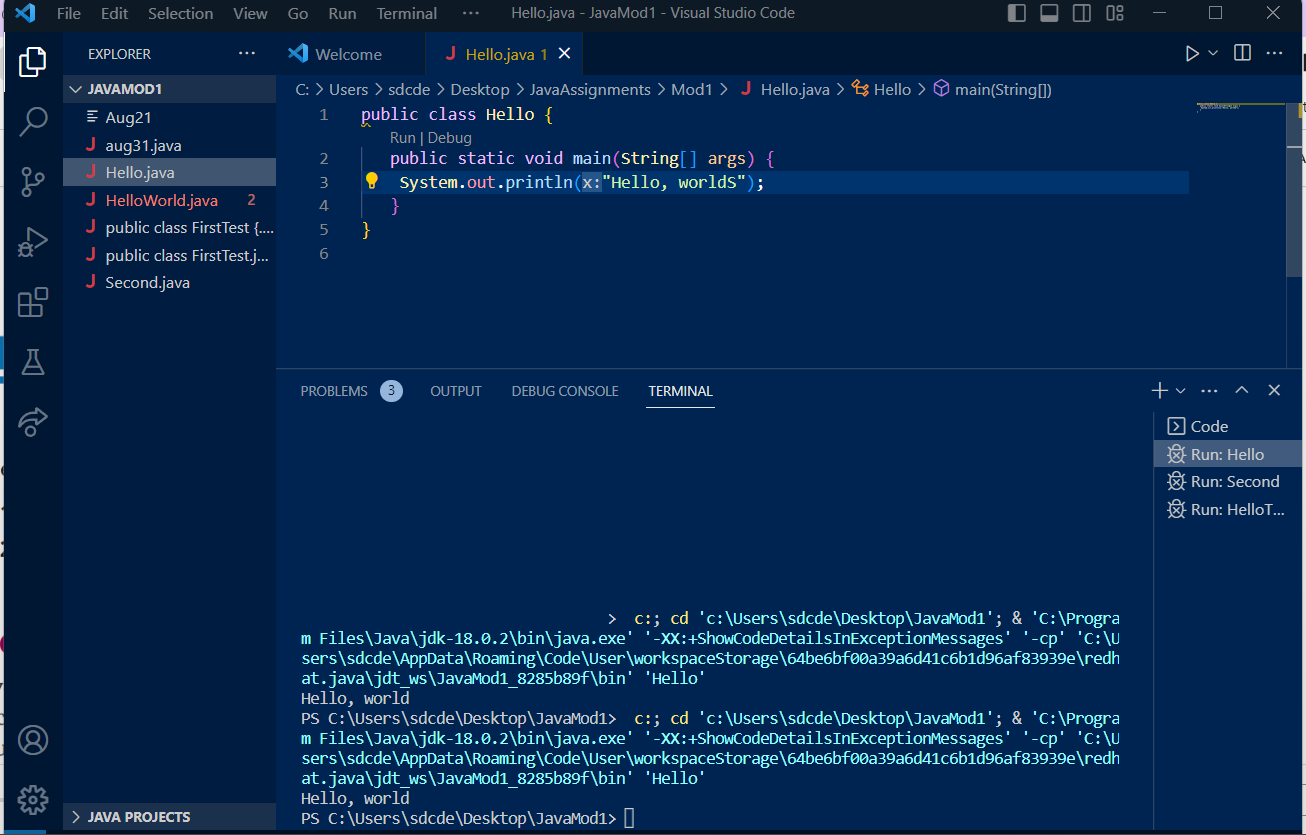 File Edit Selection View Go Run Terminal ··· Hello.java - JavaMod1 - Visual Studio Code
EXPLORER ···
JAVAMOD1
Aug21
aug31.java
Hello.java
HelloWorld.java 2
public class FirstTest {....
public class FirstTest.j...
Second.java
JAVA PROJECTS
Welcome
J Hello.java 1
C: > Users > sdcde > Desktop > JavaAssignments > Mod1 > J Hello.java > Hello > main(String[])
1 public class Hello {
Run | Debug
2 public static void main(String[] args) {
3 System.out.println(x:"Hello, worldS");
4 }
5 }
6
PROBLEMS 3 OUTPUT DEBUG CONSOLE TERMINAL
> c:; cd 'c:\Users\sdcde\Desktop\JavaMod1'; & 'C:\Progra
m Files\Java\jdk-18.0.2\bin\java.exe' '-XX:+ShowCodeDetailsInExceptionMessages' '-cp' 'C:\U
sers\sdcde\AppData\Roaming\Code\User\workspaceStorage\64be6bf00a39a6d41c6b1d96af83939e\redh
at.java\jdt_ws\JavaMod1_8285b89f\bin' 'Hello'
Hello, world
PS C:\Users\sdcde\Desktop\JavaMod1> c:; cd 'c:\Users\sdcde\Desktop\JavaMod1'; & 'C:\Progra
m Files\Java\jdk-18.0.2\bin\java.exe' '-XX:+ShowCodeDetailsInExceptionMessages' '-cp' 'C:\U
sers\sdcde\AppData\Roaming\Code\User\workspaceStorage\64be6bf00a39a6d41c6b1d96af83939e\redh
at.java\jdt_ws\JavaMod1_8285b89f\bin' 'Hello'
Hello, world
PS C:\Users\sdcde\Desktop\JavaMod1>
Code
Run: Hello
Run: Second
Run: HelloT...